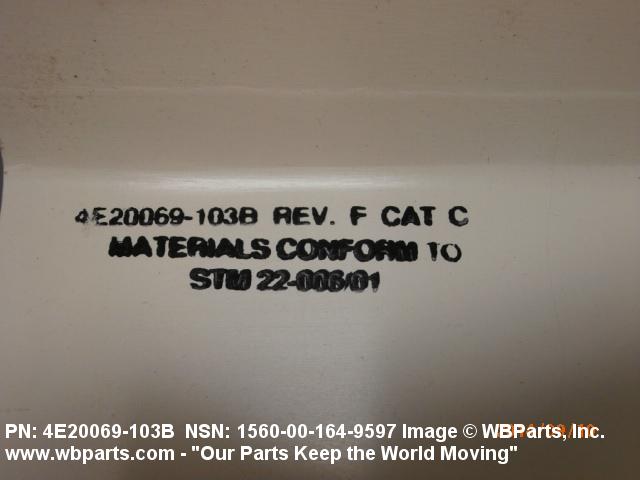 4E20069-103B REV. F CAT C
MATERIALS CONFORM TO
STM 22-006/01
PN: 4E20069-103B NSN: 1560-00-164-9597 Image © WBParts, Inc.
www.wbparts.com - "Our Parts Keep the World Moving"